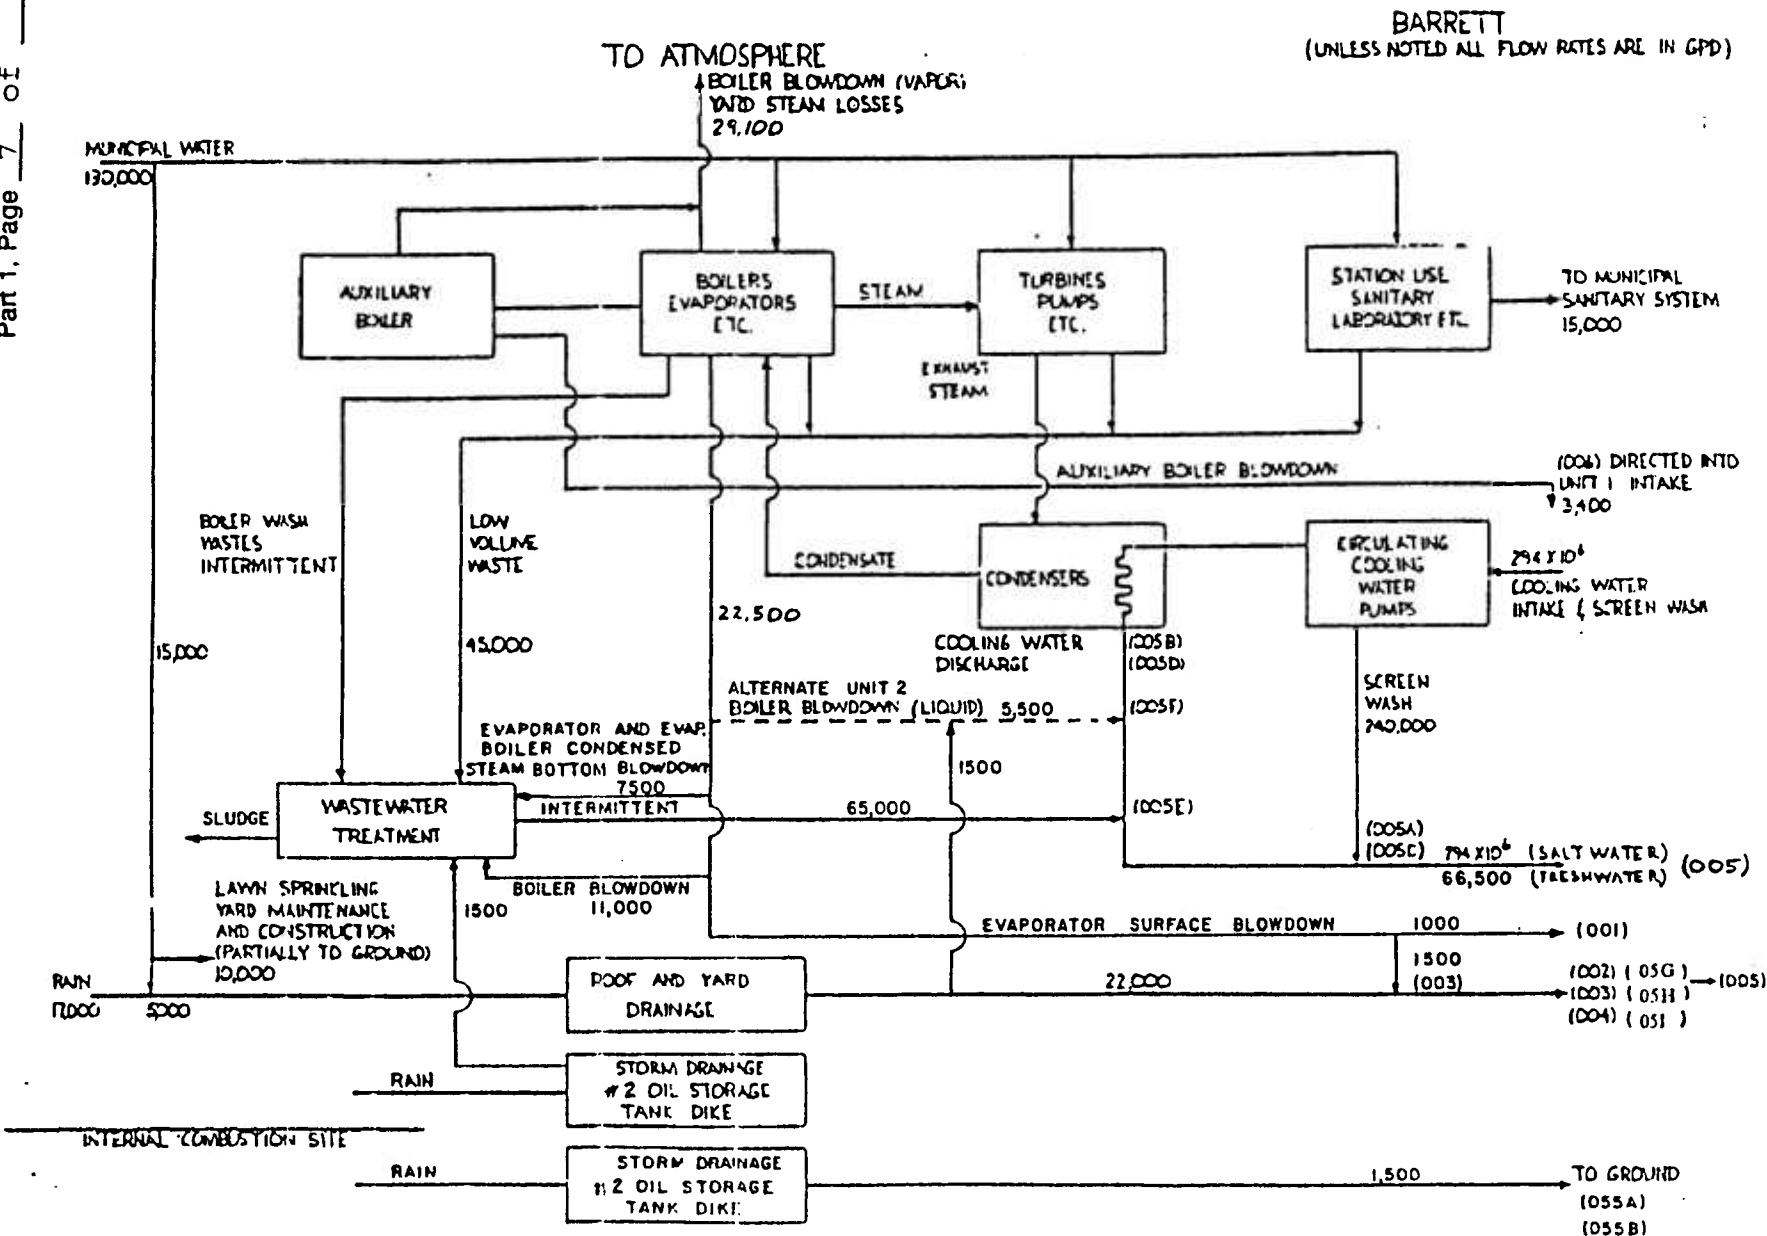 Part 1, Page 7 of
BARRETT
(UNLESS NOTED ALL FLOW RATES ARE IN GPD)
TO ATMOSPHERE
BOILER BLOWDOWN (VAPOR)
YARD STEAM LOSSES
29,100
MUNICIPAL WATER
130,000
AUXILIARY
BOILER
BOILERS
EVAPORATORS
ETC.
STEAM
TURBINES
PUMPS
ETC.
STATION USE
SANITARY
LABORATORY ETC.
TO MUNICIPAL
SANITARY SYSTEM
15,000
EXHAUST
STEAM
AUXILIARY BOILER BLOWDOWN
(006) DIRECTED INTO
UNIT 1 INTAKE
3,400
BOILER WASH
WASTES
INTERMITTENT
LOW
VOLUME
WASTE
CONDENSATE
CONDENSERS
CIRCULATING
COOLING
WATER
PUMPS
294 X 10⁶
COOLING WATER
INTAKE & SCREEN WASH
22,500
15,000
45,000
COOLING WATER
DISCHARGE
(005B)
(005D)
SCREEN
WASH
240,000
ALTERNATE UNIT 2
BOILER BLOWDOWN (LIQUID) 5,500
(005F)
EVAPORATOR AND EVAP.
BOILER CONDENSED
STEAM BOTTOM BLOWDOWN
7500
1500
WASTEWATER
TREATMENT
SLUDGE
INTERMITTENT
65,000
(005E)
(005A)
(005C)
294 X 10⁶ (SALT WATER)
66,500 (FRESHWATER)
(005)
BOILER BLOWDOWN
11,000
1500
LAWN SPRINKLING
YARD MAINTENANCE
AND CONSTRUCTION
(PARTIALLY TO GROUND)
10,000
EVAPORATOR SURFACE BLOWDOWN 1000
(001)
1500
(003)
RAIN
17,000
5,000
ROOF AND YARD
DRAINAGE
22,000
(002) (05G)
(003) (05H)
(004) (05I)
(005)
RAIN
STORM DRAINAGE
#2 OIL STORAGE
TANK DIKE
INTERNAL COMBUSTION SITE
RAIN
STORM DRAINAGE
#2 OIL STORAGE
TANK DIKE
1,500
TO GROUND
(055A)
(055B)